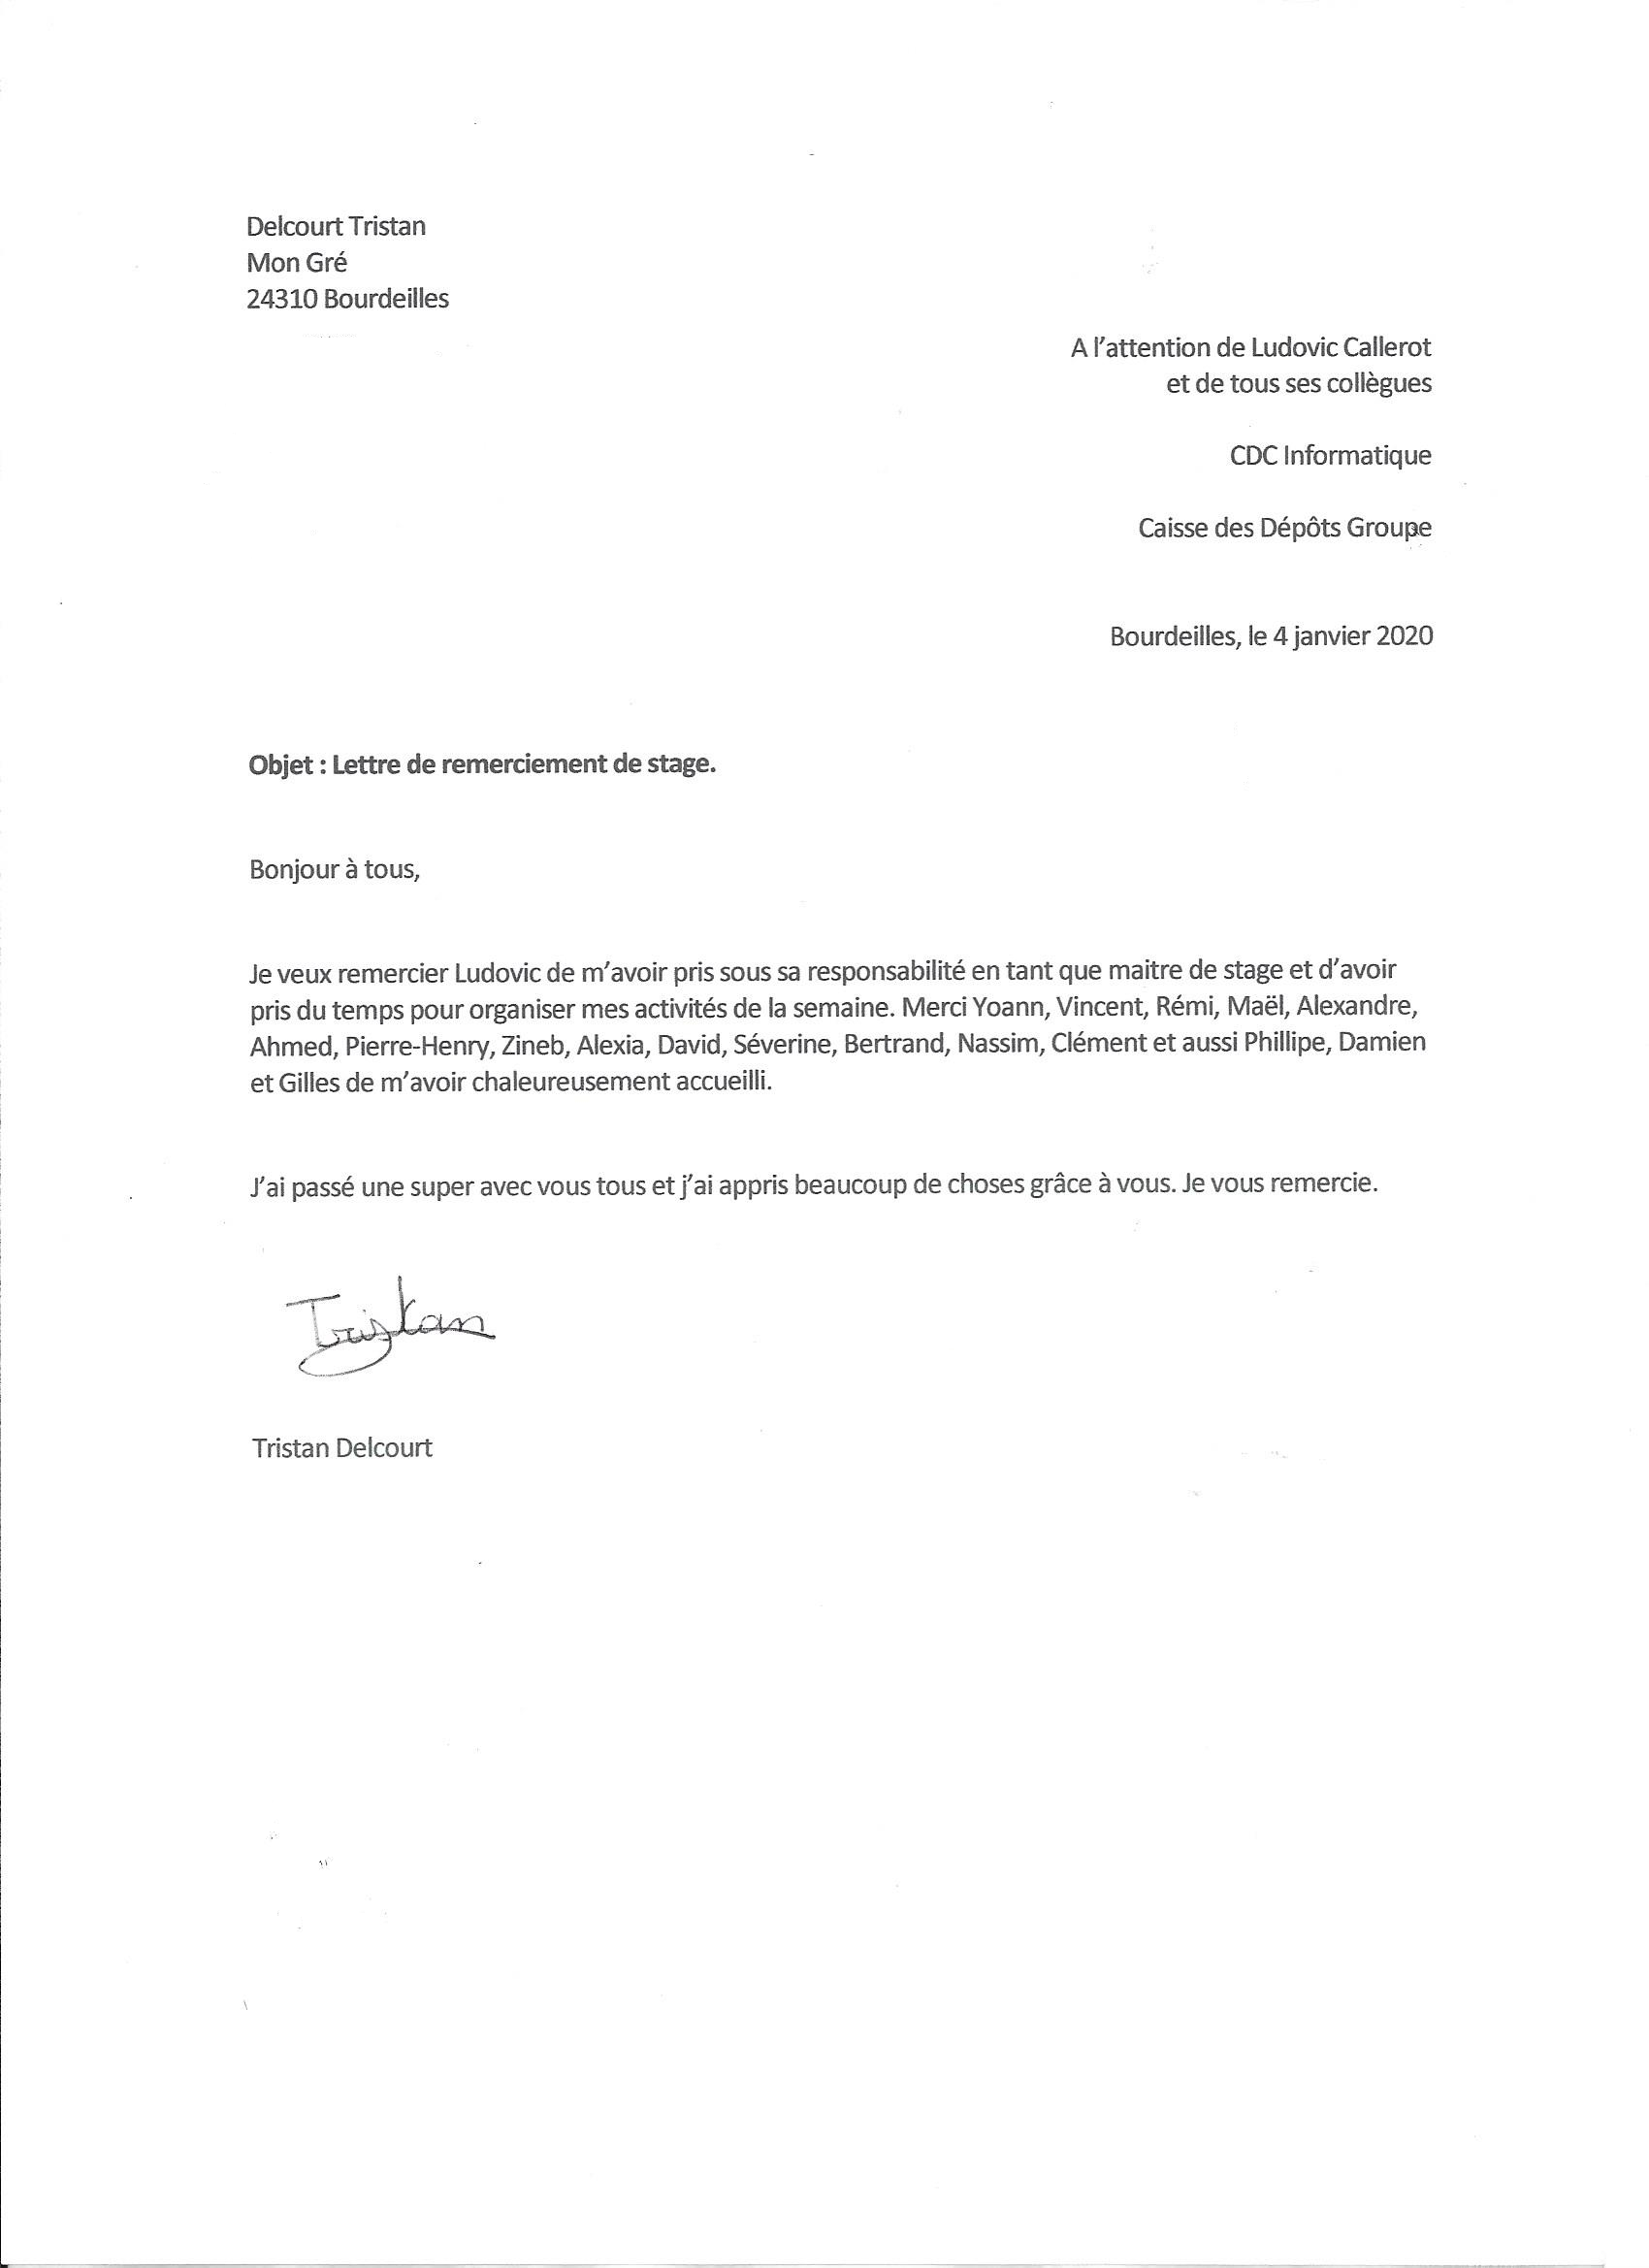 Delcourt Tristan
Mon Gré
24310 Bourdeilles
A l'attention de Ludovic Callerot
et de tous ses collègues
CDC Informatique
Caisse des Dépôts Groupe
Bourdeilles, le 4 janvier 2020
Objet : Lettre de remerciement de stage.
Bonjour à tous,
Je veux remercier Ludovic de m'avoir pris sous sa responsabilité en tant que maitre de stage et d'avoir
pris du temps pour organiser mes activités de la semaine. Merci Yoann, Vincent, Rémi, Maël, Alexandre,
Ahmed, Pierre-Henry, Zineb, Alexia, David, Séverine, Bertrand, Nassim, Clément et aussi Phillipe, Damien
et Gilles de m'avoir chaleureusement accueilli.
J'ai passé une super avec vous tous et j'ai appris beaucoup de choses grâce à vous. Je vous remercie.
Tristan
Tristan Delcourt